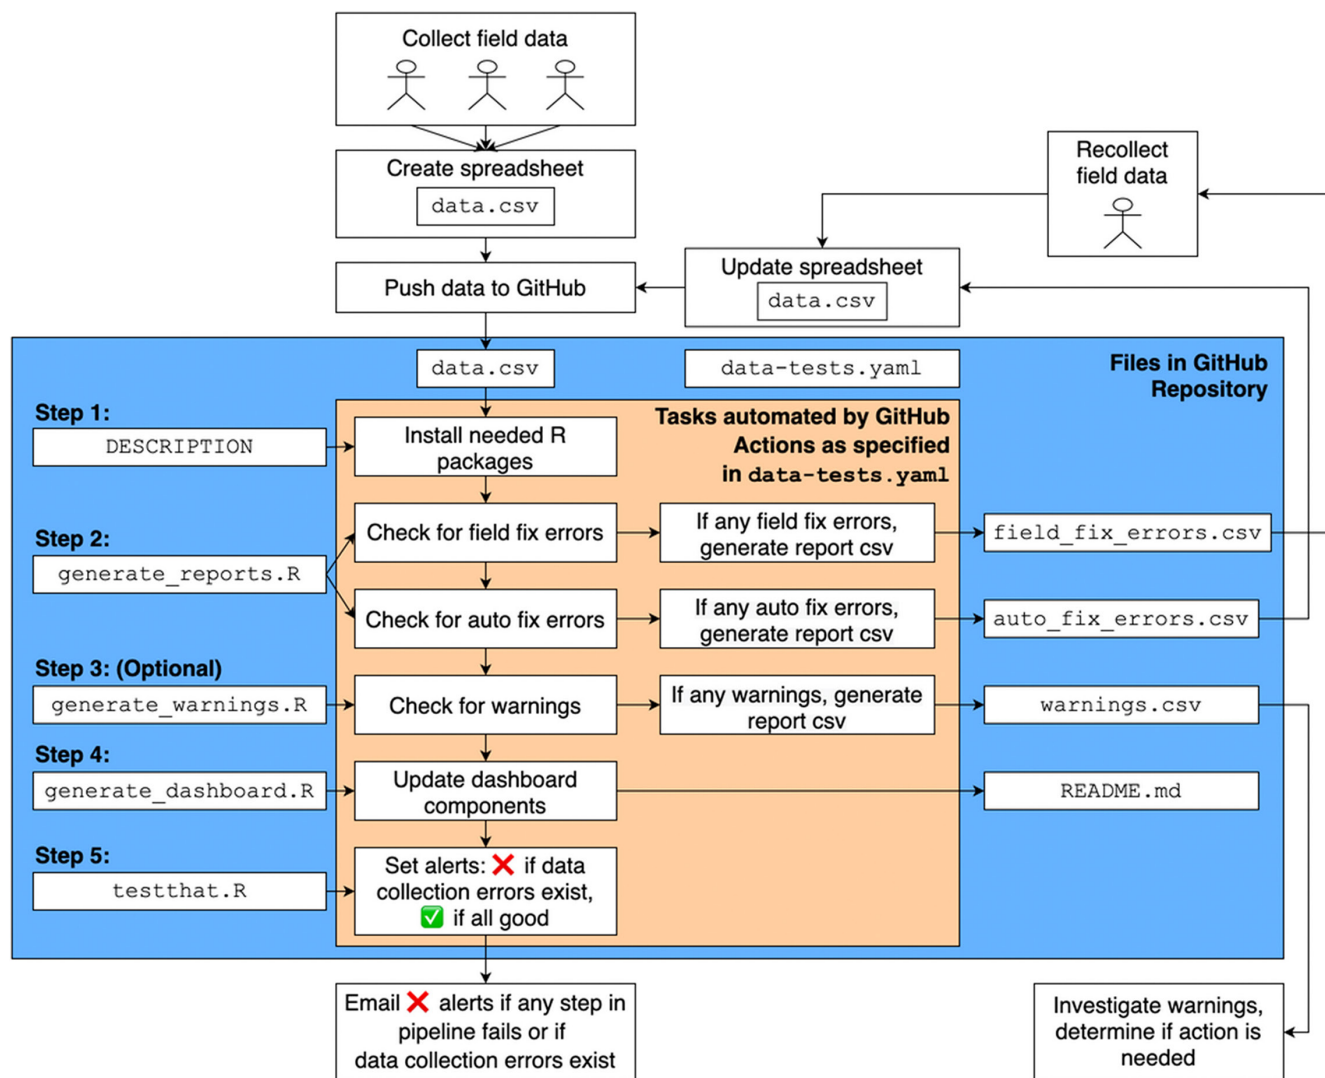 Collect field data
Create spreadsheet
data.csv
Recollect
field data
Push data to GitHub
Update spreadsheet
data.csv
data.csv
data-tests.yaml
Files in GitHub
Repository
Tasks automated by GitHub
Actions as specified
in data-tests.yaml
Step 1:
DESCRIPTION
Install needed R
packages
Step 2:
generate_reports.R
Check for field fix errors
If any field fix errors,
generate report csv
field_fix_errors.csv
Check for auto fix errors
If any auto fix errors,
generate report csv
auto_fix_errors.csv
Step 3: (Optional)
generate_warnings.R
Check for warnings
If any warnings, generate
report csv
warnings.csv
Step 4:
generate_dashboard.R
Update dashboard
components
README.md
Step 5:
testthat.R
Set alerts: ❌ if data
collection errors exist,
✅ if all good
Email ❌ alerts if any step in
pipeline fails or if
data collection errors exist
Investigate warnings,
determine if action is
needed